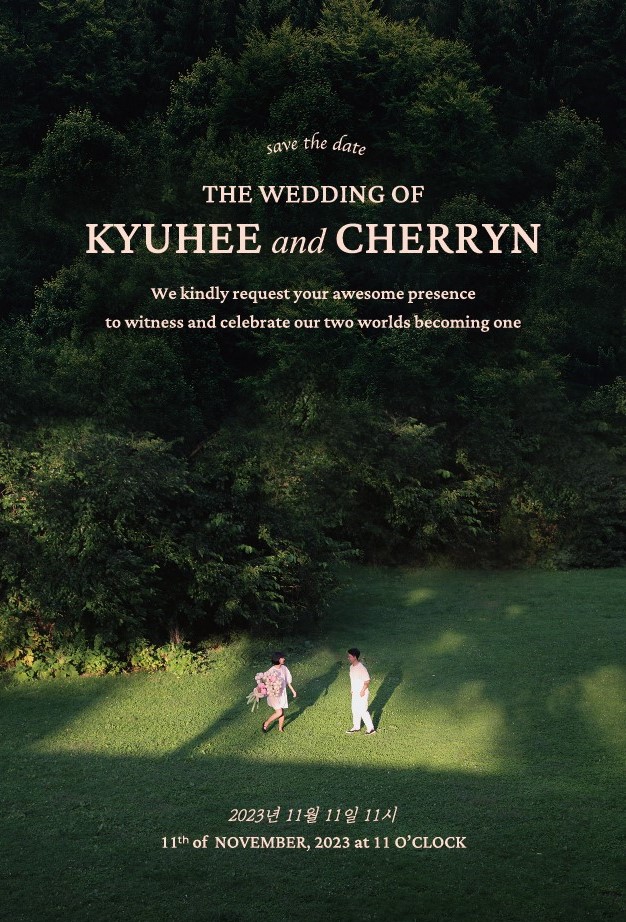 save the date
THE WEDDING OF
KYUHEE and CHERRYN
We kindly request your awesome presence
to witness and celebrate our two worlds becoming one
2023년 11월 11일 11시
11th of NOVEMBER, 2023 at 11 O’CLOCK